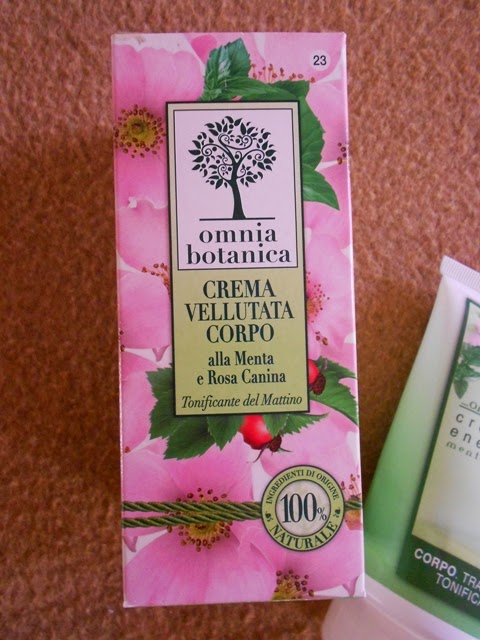 23
omnia
botanica
CREMA
VELLUTATA
CORPO
alla Menta
e Rosa Canina
Tonificante del Mattino
INGREDIENTI DI ORIGINE
100%
NATURALE
CORPO